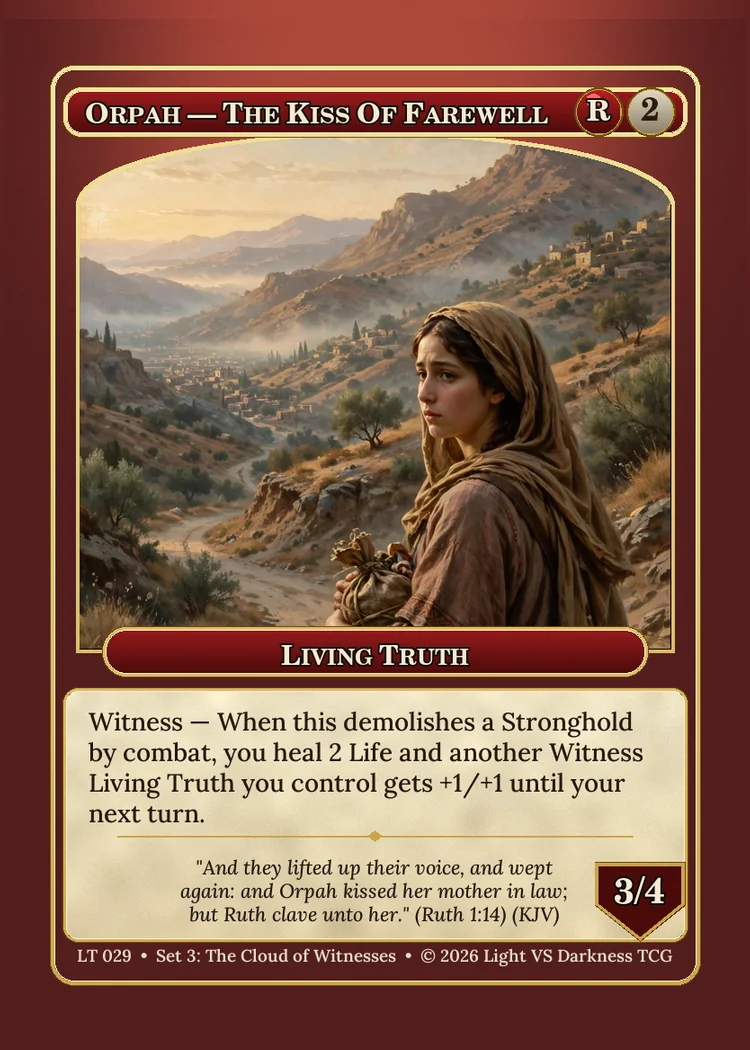 Orpah — The Kiss Of Farewell R 2
Living Truth
Witness — When this demolishes a Stronghold
by combat, you heal 2 Life and another Witness
Living Truth you control gets +1/+1 until your
next turn.
"And they lifted up their voice, and wept
again: and Orpah kissed her mother in law;
but Ruth clave unto her." (Ruth 1:14) (KJV)
3/4
LT 029 • Set 3: The Cloud of Witnesses • © 2026 Light VS Darkness TCG